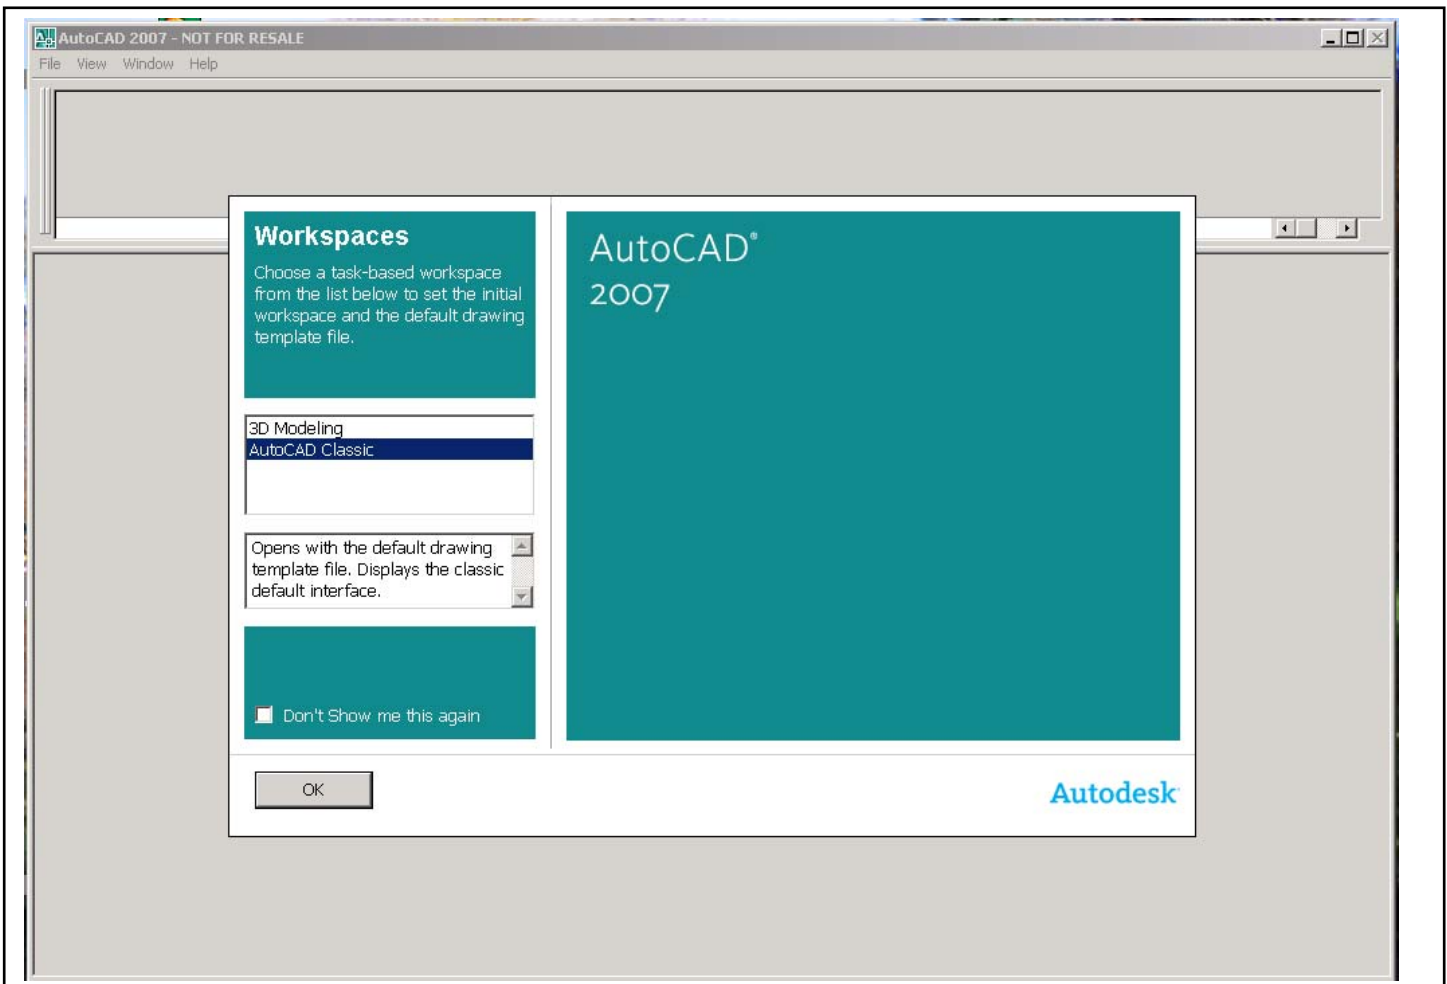 AutoCAD 2007 - NOT FOR RESALE
File View Window Help
Workspaces
Choose a task-based workspace
from the list below to set the initial
workspace and the default drawing
template file.
3D Modeling
AutoCAD Classic
Opens with the default drawing
template file. Displays the classic
default interface.
Don't Show me this again
OK
AutoCAD®
2007
Autodesk